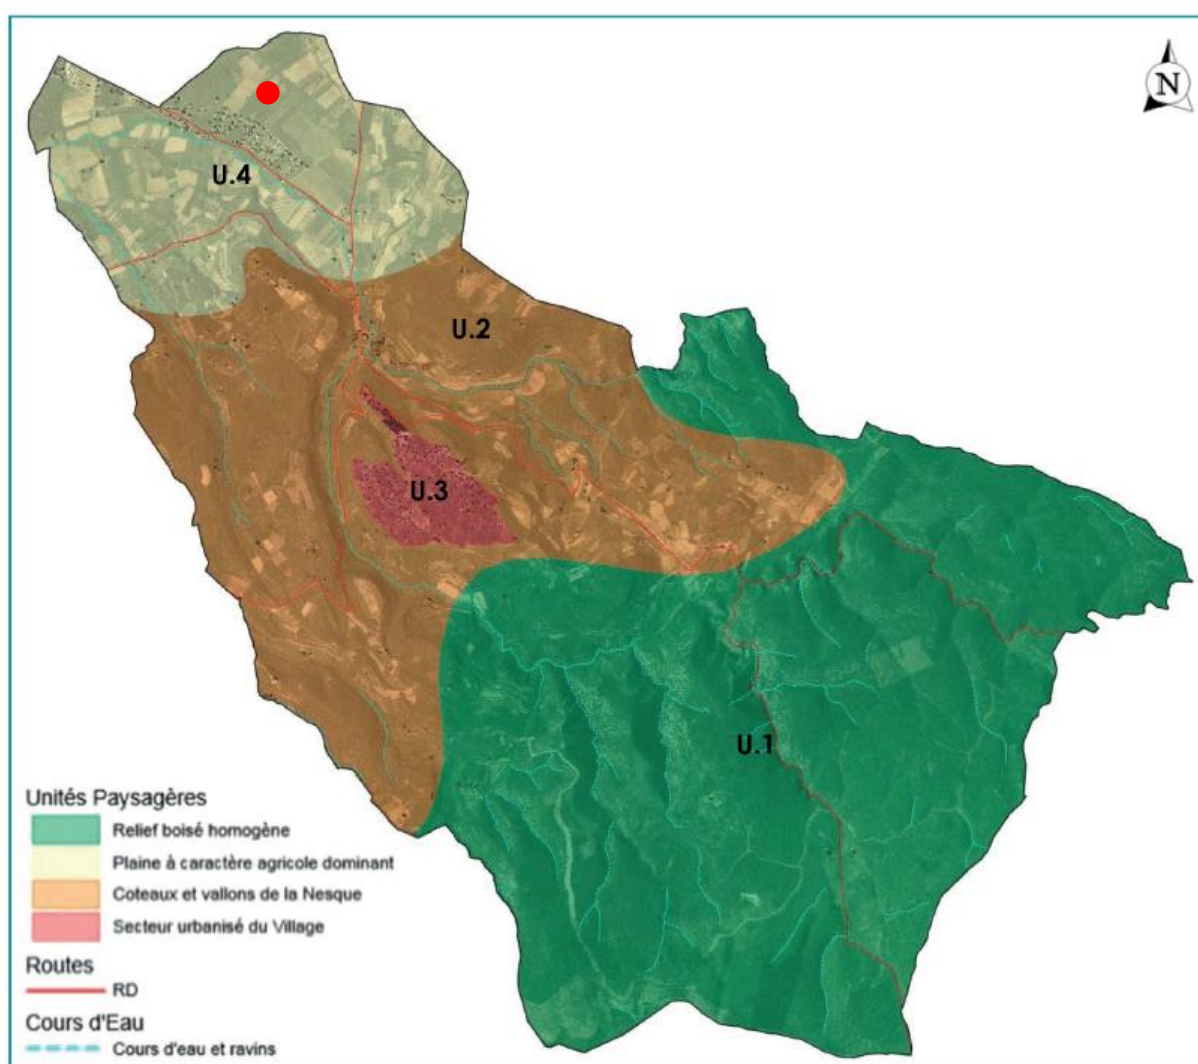 N
U.4
U.2
U.3
U.1
Unités Paysagères
Relief boisé homogène
Plaine à caractère agricole dominant
Coteaux et vallons de la Nesque
Secteur urbanisé du Village
Routes
RD
Cours d'Eau
Cours d'eau et ravins